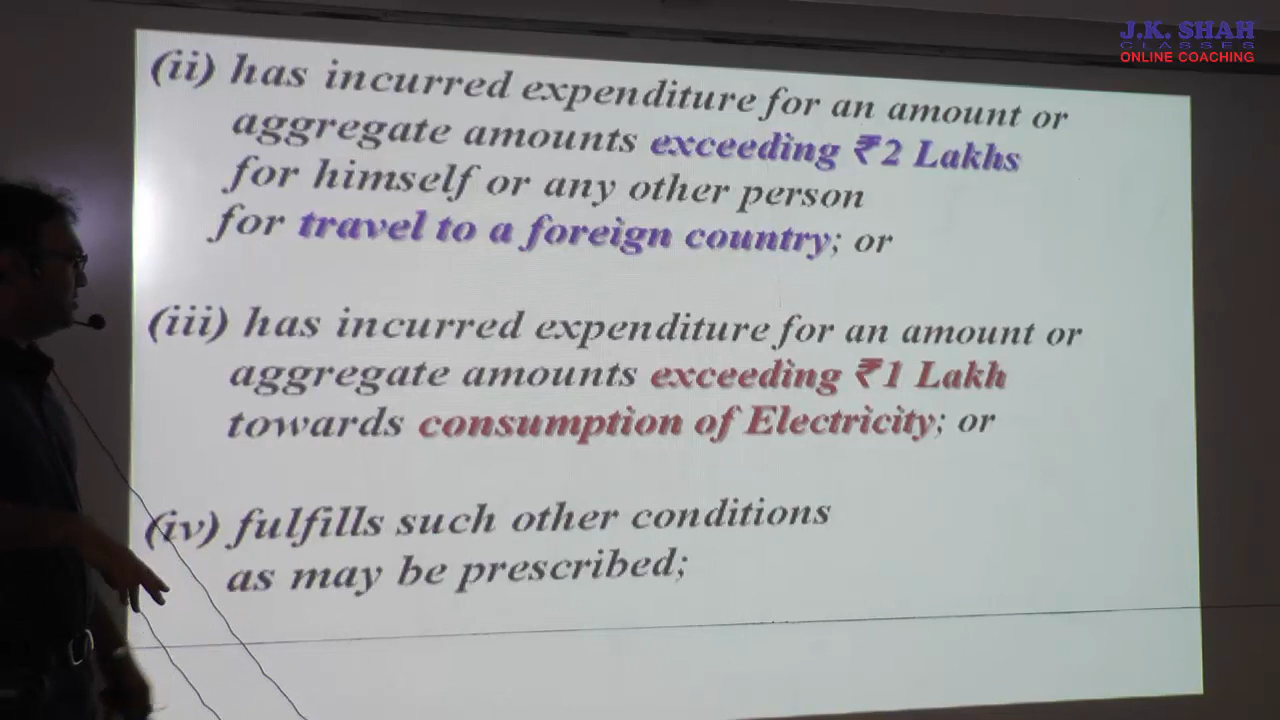 J.K. SHAH
CLASSES
ONLINE COACHING
(ii) has incurred expenditure for an amount or
aggregate amounts exceeding ₹2 Lakhs
for himself or any other person
for travel to a foreign country; or
(iii) has incurred expenditure for an amount or
aggregate amounts exceeding ₹1 Lakh
towards consumption of Electricity; or
(iv) fulfills such other conditions
as may be prescribed;